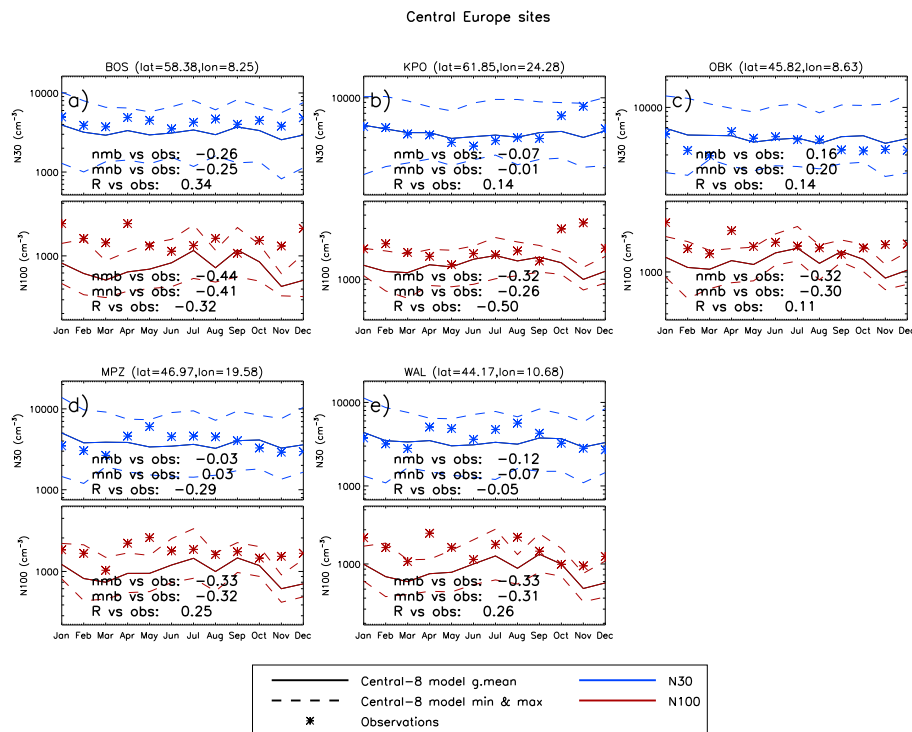 Central Europe sites
BOS (lat=58.38,lon=8.25)
a)
10000
1000
N30 (cm⁻³)
nmb vs obs: −0.26
mnb vs obs: −0.25
R vs obs: 0.34
1000
N100 (cm⁻³)
nmb vs obs: −0.44
mnb vs obs: −0.41
R vs obs: −0.32
Jan Feb Mar Apr May Jun Jul Aug Sep Oct Nov Dec
KPO (lat=61.85,lon=24.28)
b)
10000
N30 (cm⁻³)
nmb vs obs: −0.07
mnb vs obs: −0.01
R vs obs: 0.14
1000
N100 (cm⁻³)
nmb vs obs: −0.32
mnb vs obs: −0.26
R vs obs: −0.50
Jan Feb Mar Apr May Jun Jul Aug Sep Oct Nov Dec
OBK (lat=45.82,lon=8.63)
c)
10000
N30 (cm⁻³)
nmb vs obs: 0.16
mnb vs obs: 0.20
R vs obs: 0.14
1000
N100 (cm⁻³)
nmb vs obs: −0.32
mnb vs obs: −0.30
R vs obs: 0.11
Jan Feb Mar Apr May Jun Jul Aug Sep Oct Nov Dec
MPZ (lat=46.97,lon=19.58)
d)
10000
1000
N30 (cm⁻³)
nmb vs obs: −0.03
mnb vs obs: 0.03
R vs obs: −0.29
1000
N100 (cm⁻³)
nmb vs obs: −0.33
mnb vs obs: −0.32
R vs obs: 0.25
Jan Feb Mar Apr May Jun Jul Aug Sep Oct Nov Dec
WAL (lat=44.17,lon=10.68)
e)
10000
1000
N30 (cm⁻³)
nmb vs obs: −0.12
mnb vs obs: −0.07
R vs obs: −0.05
1000
N100 (cm⁻³)
nmb vs obs: −0.33
mnb vs obs: −0.31
R vs obs: 0.26
Jan Feb Mar Apr May Jun Jul Aug Sep Oct Nov Dec
Central−8 model g.mean
N30
Central−8 model min & max
N100
Observations